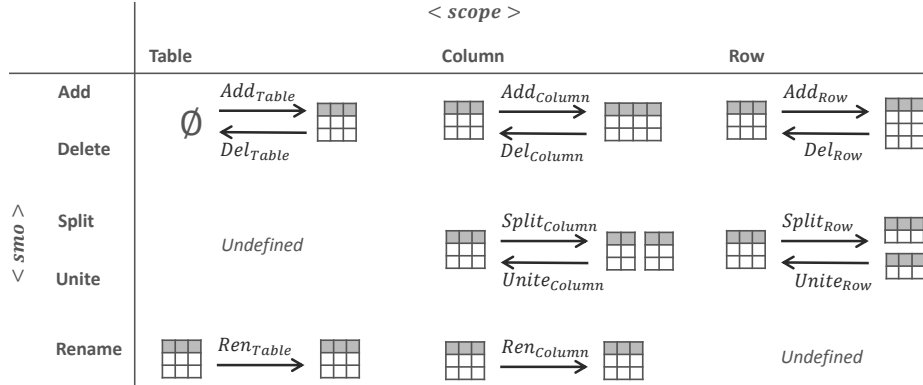 < scope >
Table Column Row
Add
Add_Table Add_Column Add_Row
∅
Delete
Del_Table Del_Column Del_Row
< smo >
Split
Split_Column Split_Row
Undefined
Unite
Unite_Column Unite_Row
Rename
Ren_Table Ren_Column
Undefined